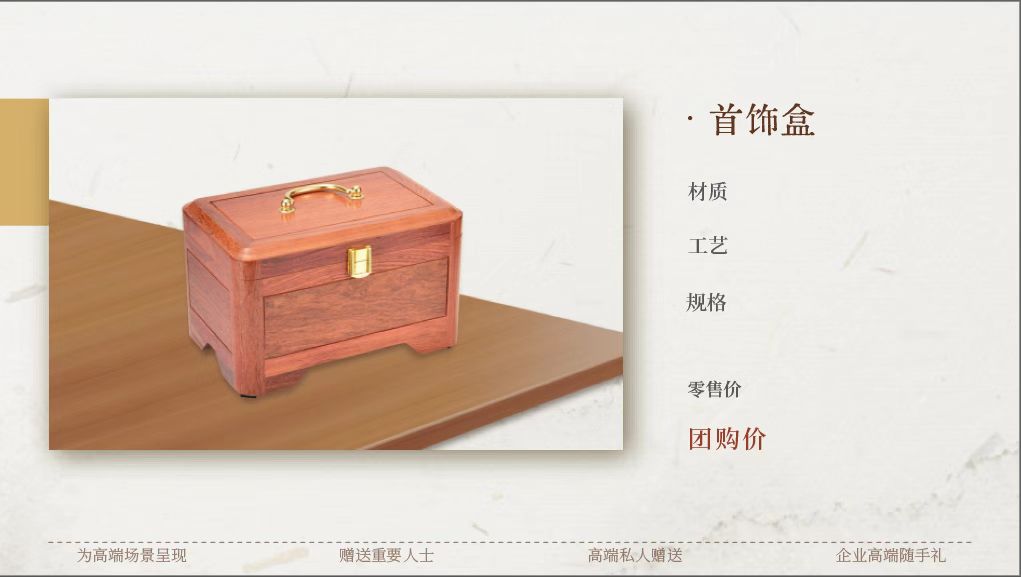 · 首饰盒
材质
工艺
规格
零售价
团购价
为高端场景呈现
赠送重要人士
高端私人赠送
企业高端随手礼